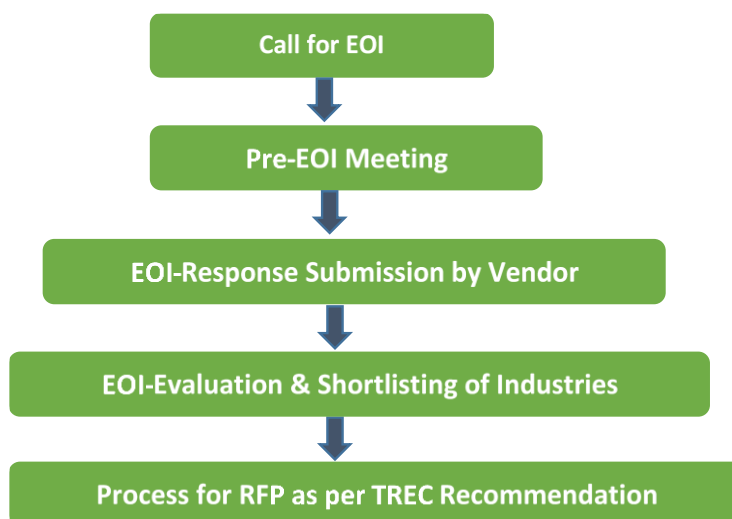 Call for EOI
Pre-EOI Meeting
EOI-Response Submission by Vendor
EOI-Evaluation & Shortlisting of Industries
Process for RFP as per TREC Recommendation